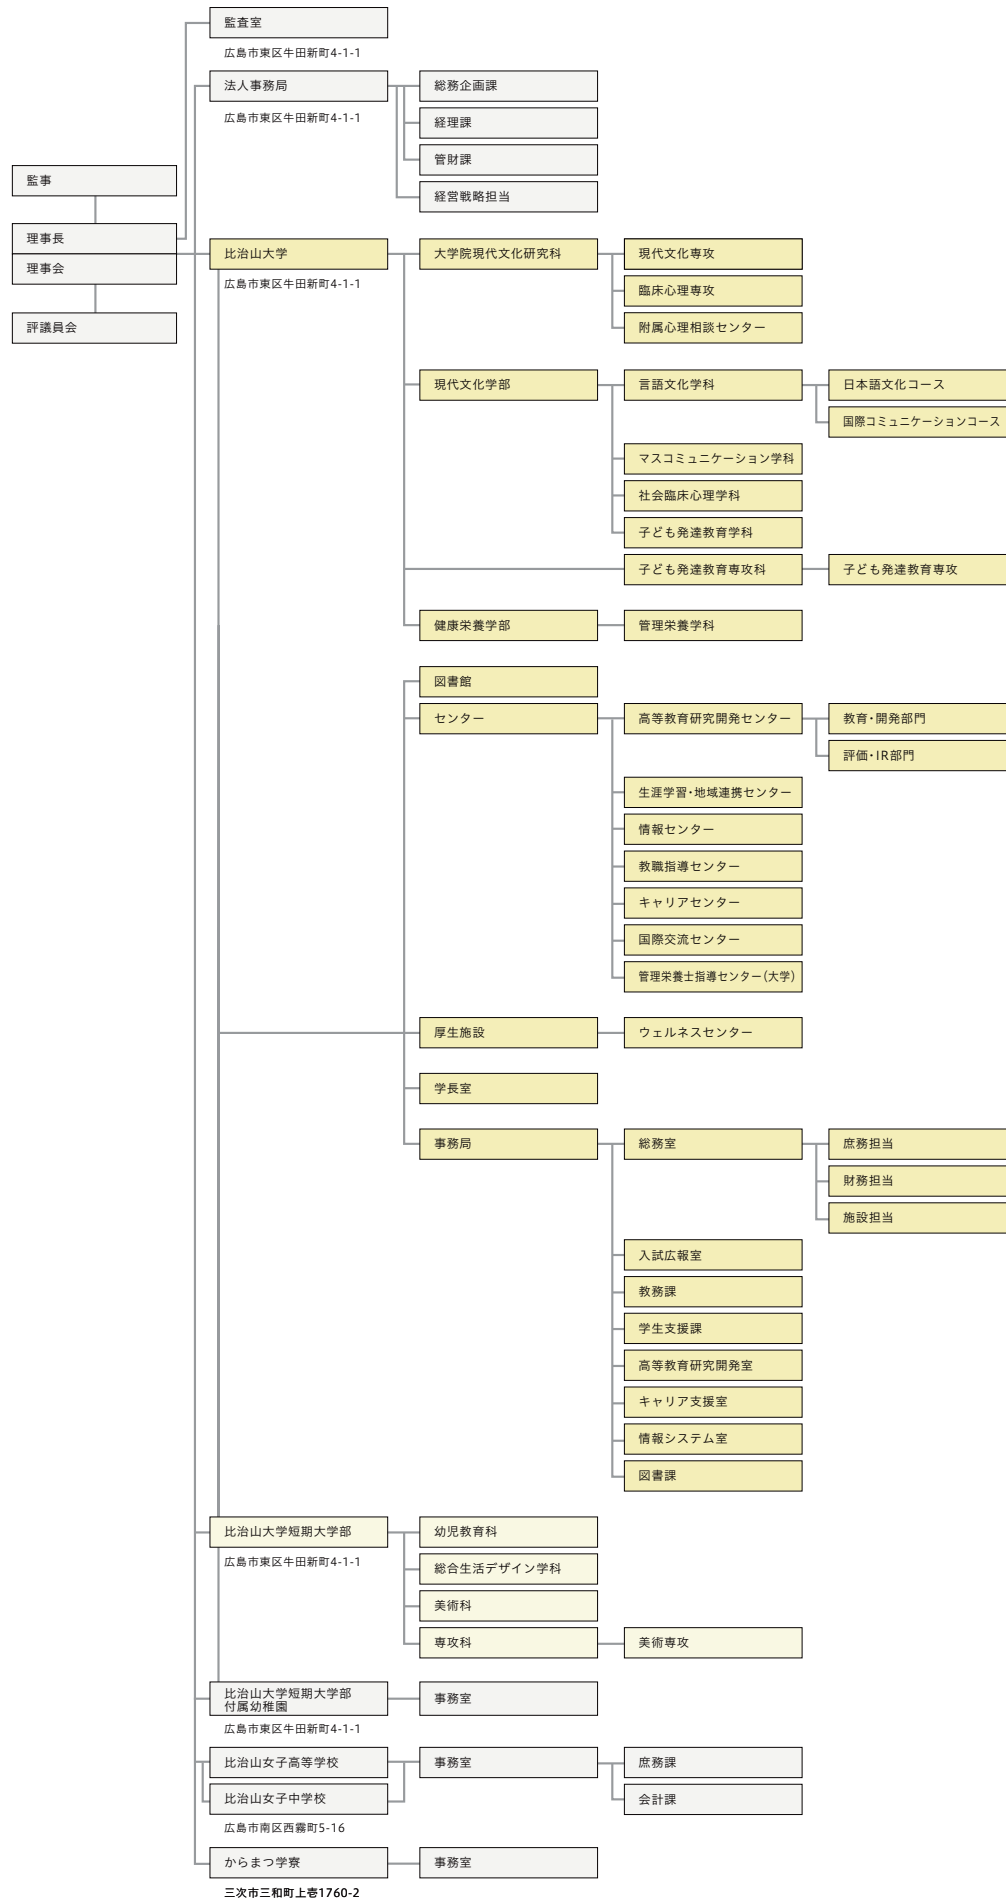 監査室
広島市東区牛田新町4-1-1
法人事務局
広島市東区牛田新町4-1-1
総務企画課
経理課
管財課
経営戦略担当
監事
理事長
理事会
評議員会
比治山大学
広島市東区牛田新町4-1-1
大学院現代文化研究科
現代文化専攻
臨床心理専攻
附属心理相談センター
現代文化学部
言語文化学科
日本語文化コース
国際コミュニケーションコース
マスコミュニケーション学科
社会臨床心理学科
子ども発達教育学科
子ども発達教育専攻科
子ども発達教育専攻
健康栄養学部
管理栄養学科
図書館
センター
高等教育研究開発センター
教育・開発部門
評価・IR部門
生涯学習・地域連携センター
情報センター
教職指導センター
キャリアセンター
国際交流センター
管理栄養士指導センター(大学)
厚生施設
ウェルネスセンター
学長室
事務局
総務室
庶務担当
財務担当
施設担当
入試広報室
教務課
学生支援課
高等教育研究開発室
キャリア支援室
情報システム室
図書課
比治山大学短期大学部
広島市東区牛田新町4-1-1
幼児教育科
総合生活デザイン学科
美術科
専攻科
美術専攻
比治山大学短期大学部
付属幼稚園
広島市東区牛田新町4-1-1
事務室
比治山女子高等学校
比治山女子中学校
広島市南区西霞町5-16
事務室
庶務課
会計課
からまつ学寮
三次市三和町上壱1760-2
事務室